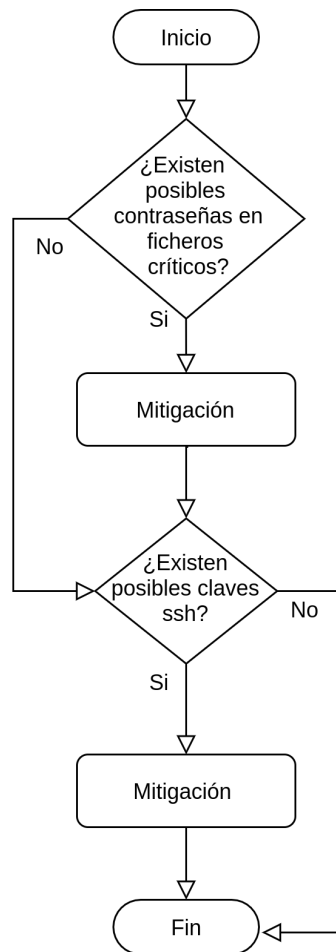 Inicio
¿Existen
posibles
contraseñas en
ficheros
críticos?
No
Si
Mitigación
¿Existen
posibles claves
ssh?
No
Si
Mitigación
Fin